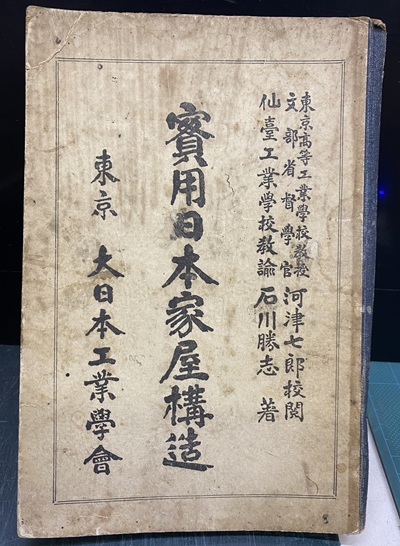 東京高等工業學校教授
文部省督學官 河津七郎校閲
仙臺工業學校教諭 石川勝志 著
實用日本家屋構造
東京 大日本工業學會